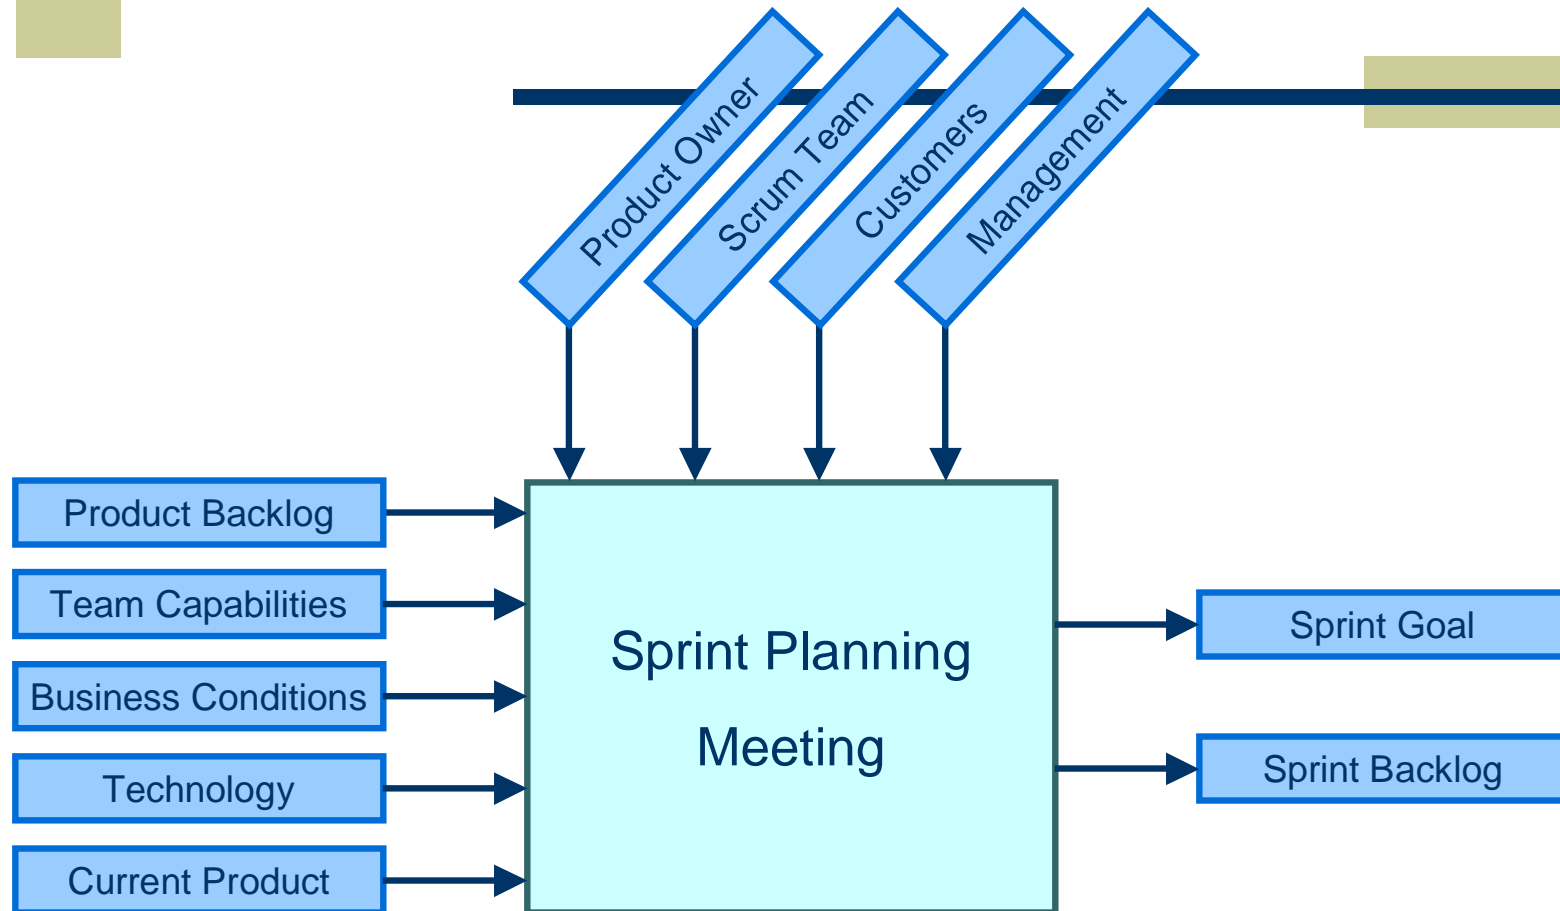 Product Owner
Scrum Team
Customers
Management
Product Backlog
Team Capabilities
Business Conditions
Technology
Current Product
Sprint Planning
Meeting
Sprint Goal
Sprint Backlog